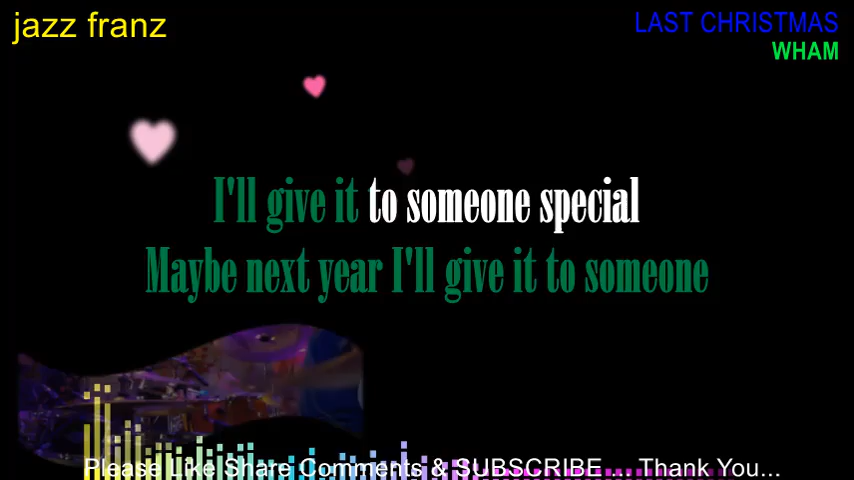 jazz franz
LAST CHRISTMAS
WHAM
I'll give it to someone special
Maybe next year I'll give it to someone
Please Like Share Comments & SUBSCRIBE ... Thank You...